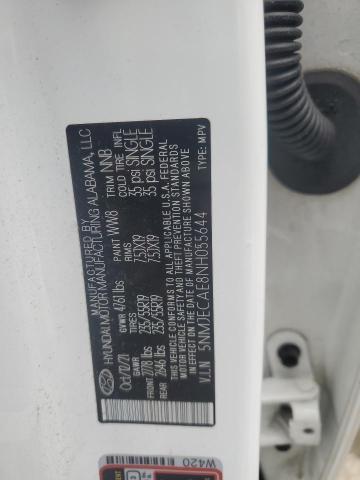 MANUFACTURED BY
HYUNDAI MOTOR MANUFACTURING ALABAMA, LLC
Oct/12/21 GVWR 4761 lbs PAINT WW8 TRIM NNB
TIRES RIMS COLD TIRE INFL
FRONT 2778 lbs 235/55R19 7.5JX19 35 psi SINGLE
REAR 2646 lbs 235/55R19 7.5JX19 35 psi SINGLE
THIS VEHICLE CONFORMS TO ALL APPLICABLE FEDERAL
MOTOR VEHICLE SAFETY, BUMPER, AND THEFT PREVENTION STANDARDS
IN EFFECT ON THE DATE OF MANUFACTURE SHOWN ABOVE
V.I.N. 5NMJECAE8NH055644 TYPE: MPV
W420